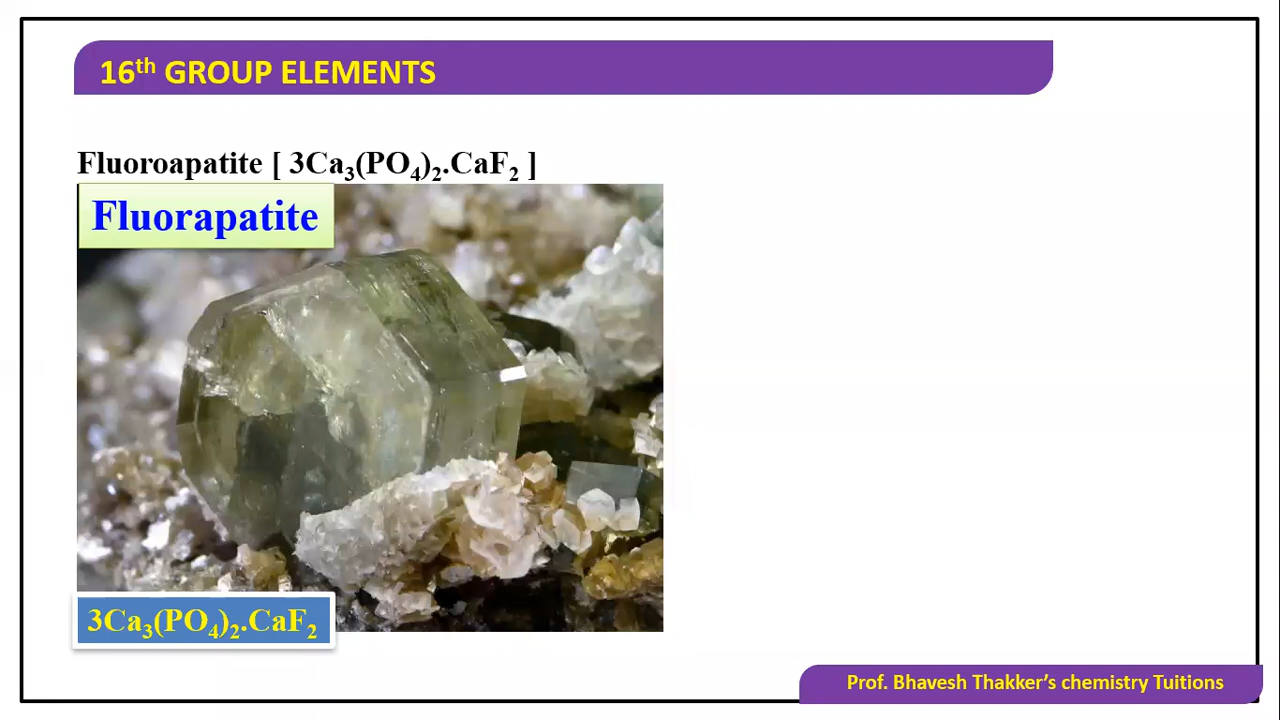 16th GROUP ELEMENTS
Fluoroapatite [ 3Ca₃(PO₄)₂.CaF₂ ]
Fluorapatite
3Ca₃(PO₄)₂.CaF₂
Prof. Bhavesh Thakker’s chemistry Tuitions